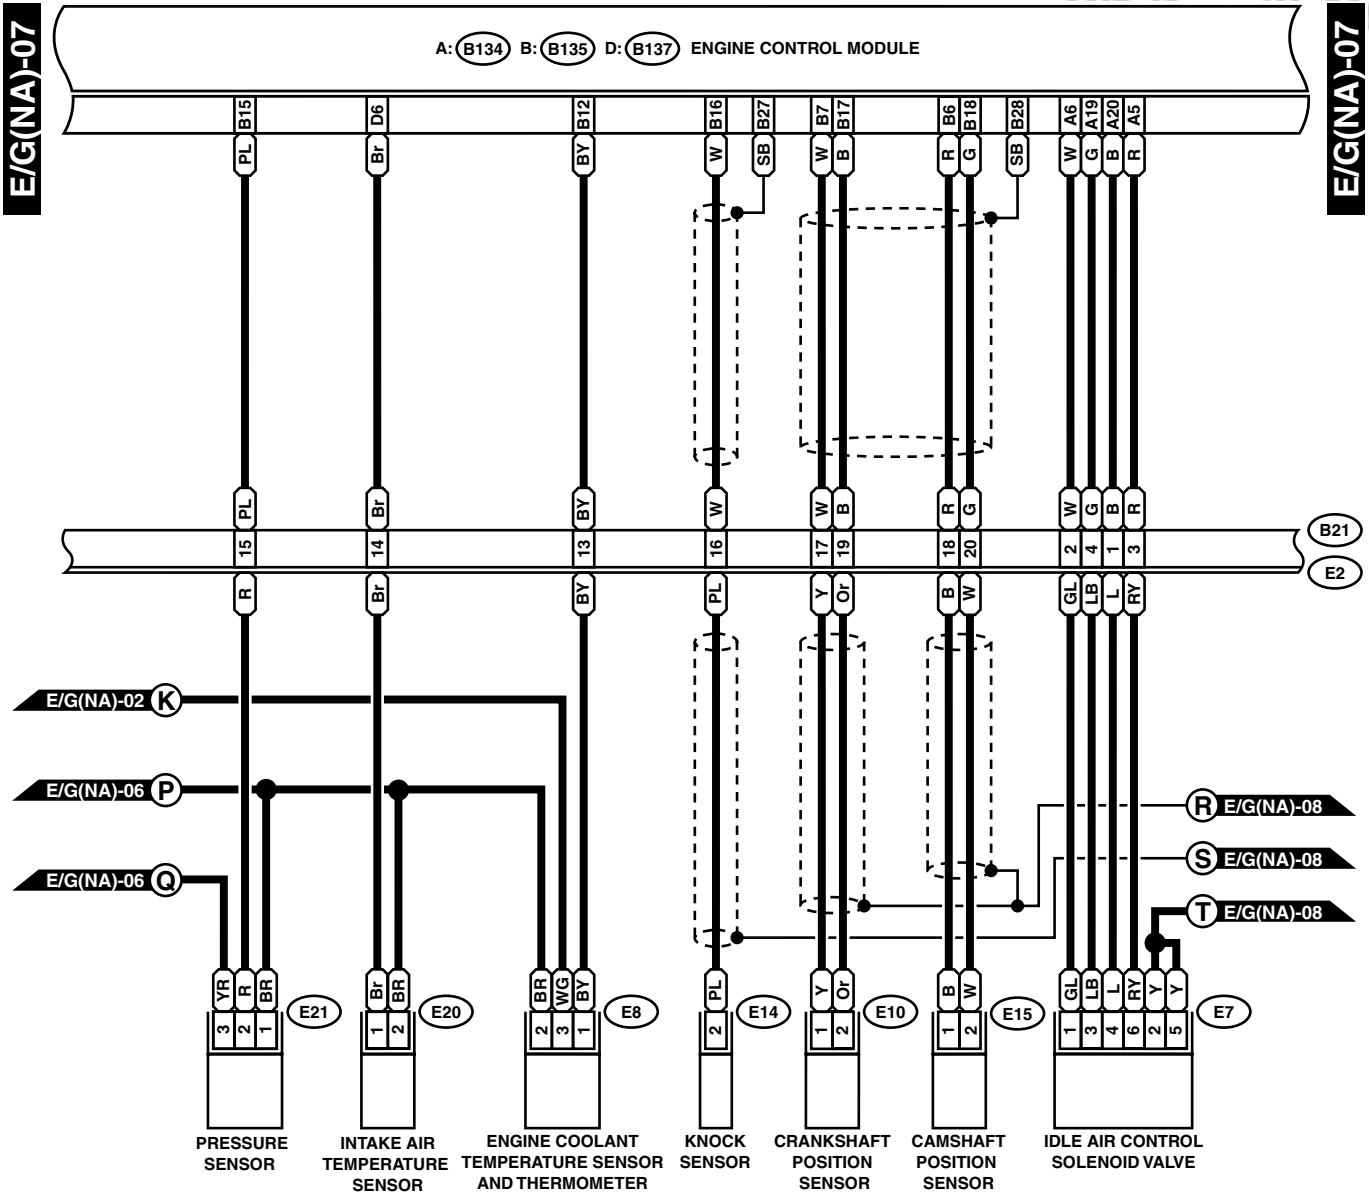 E/G(NA)-07
A: B134 B: B135 D: B137 ENGINE CONTROL MODULE
E/G(NA)-07
B15 D6 B12 B16 B27 B7 B17 B6 B18 B28 A6 A19 A20 A5
PL Br BY W SB W B R G SB W G B R
PL Br BY W W B R G W G B R
B21
15 14 13 16 17 19 18 20 2 4 1 3
E2
R Br BY PL Y Or B W GL LB L RY
E/G(NA)-02 K
E/G(NA)-06 P
R E/G(NA)-08
S E/G(NA)-08
E/G(NA)-06 Q
T E/G(NA)-08
YR R BR Br BR BR WG BY PL Y Or B W GL LB L RY Y Y
E21 E20 E8 E14 E10 E15 E7
3 2 1 1 2 2 3 1 2 1 2 1 2 1 3 4 6 2 5
PRESSURE
SENSOR
INTAKE AIR
TEMPERATURE
SENSOR
ENGINE COOLANT
TEMPERATURE SENSOR
AND THERMOMETER
KNOCK
SENSOR
CRANKSHAFT
POSITION
SENSOR
CAMSHAFT
POSITION
SENSOR
IDLE AIR CONTROL
SOLENOID VALVE